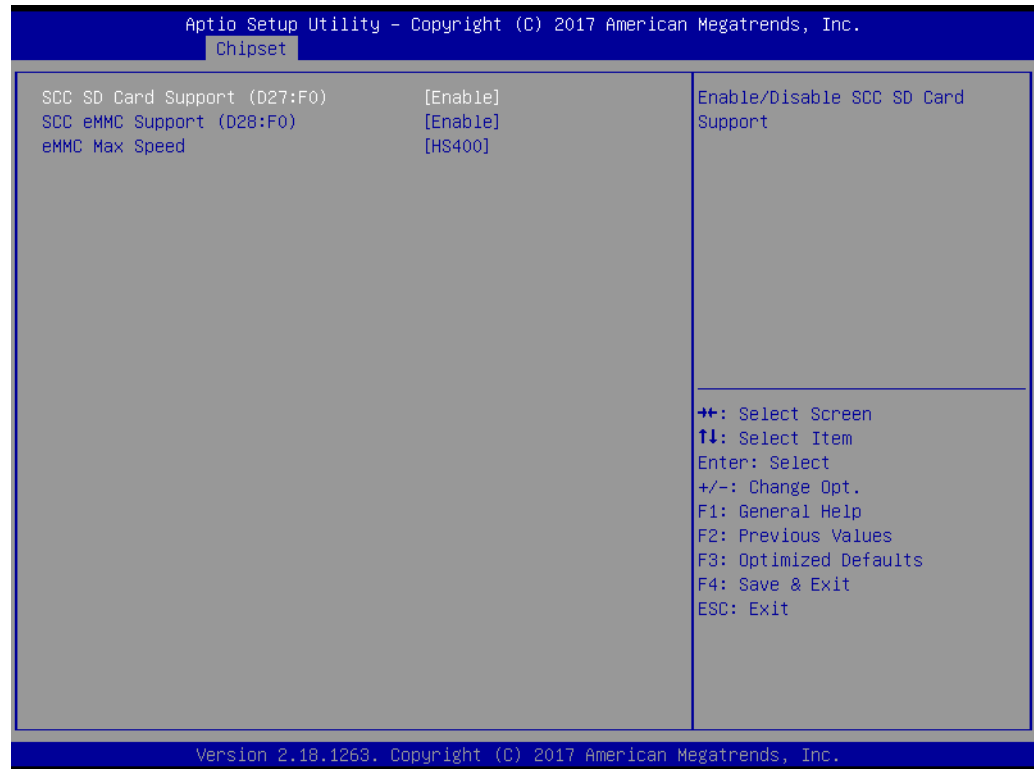 Aptio Setup Utility – Copyright (C) 2017 American Megatrends, Inc.
Chipset
SCC SD Card Support (D27:F0) [Enable]
SCC eMMC Support (D28:F0) [Enable]
eMMC Max Speed [HS400]
Enable/Disable SCC SD Card
Support
→←: Select Screen
↑↓: Select Item
Enter: Select
+/-: Change Opt.
F1: General Help
F2: Previous Values
F3: Optimized Defaults
F4: Save & Exit
ESC: Exit
Version 2.18.1263. Copyright (C) 2017 American Megatrends, Inc.